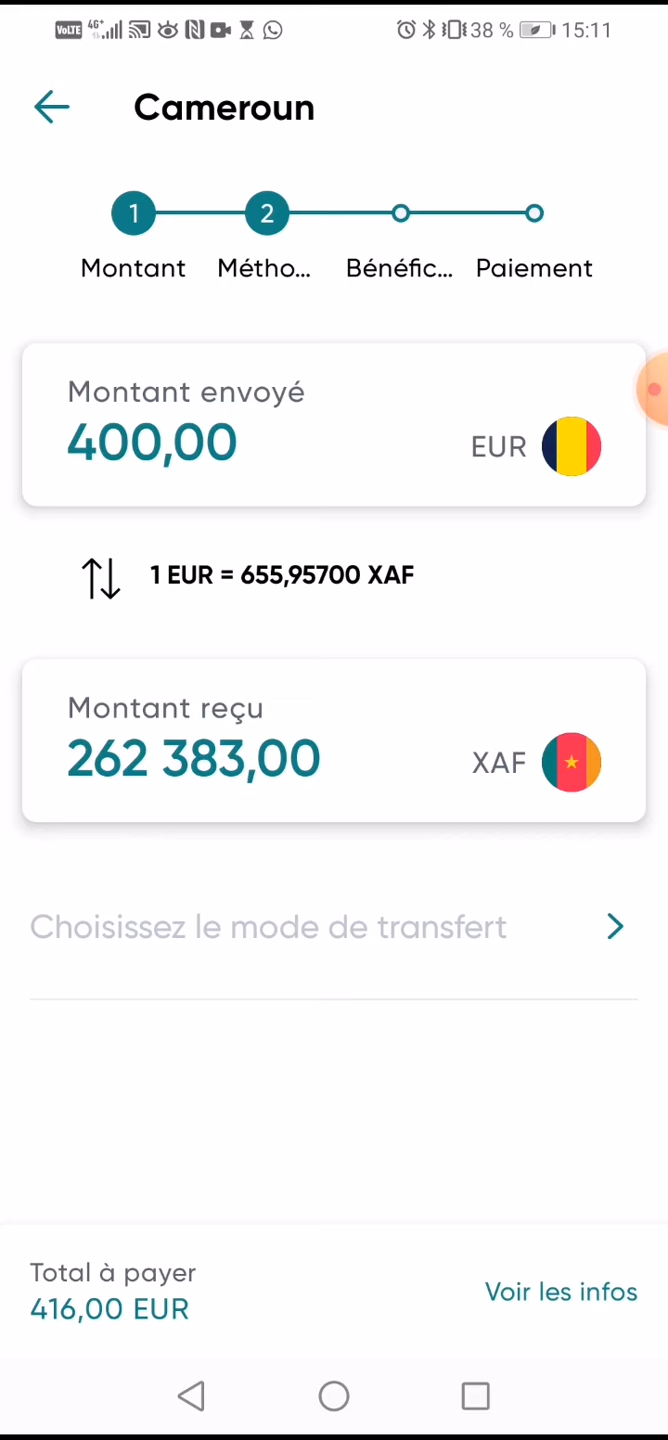 VoLTE 4G+ 38 % 15:11
Cameroun
1 2
Montant Métho... Bénéfic... Paiement
Montant envoyé
400,00 EUR
1 EUR = 655,95700 XAF
Montant reçu
262 383,00 XAF
Choisissez le mode de transfert
Total à payer
416,00 EUR
Voir les infos